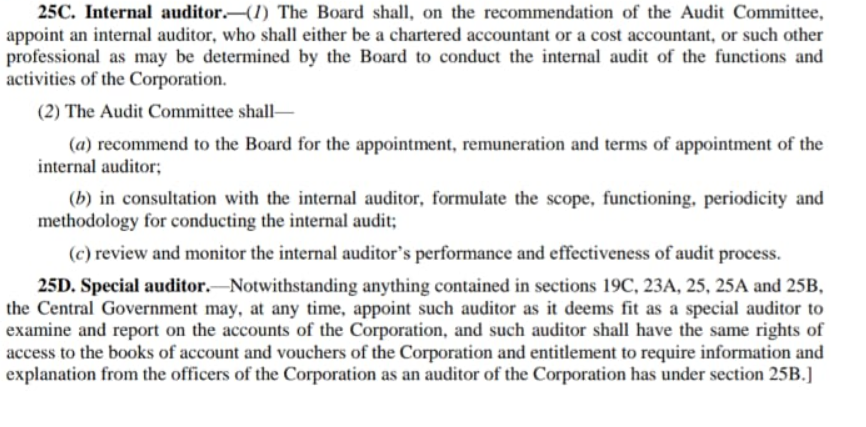 25C. Internal auditor.—(1) The Board shall, on the recommendation of the Audit Committee,
appoint an internal auditor, who shall either be a chartered accountant or a cost accountant, or such other
professional as may be determined by the Board to conduct the internal audit of the functions and
activities of the Corporation.
(2) The Audit Committee shall—
(a) recommend to the Board for the appointment, remuneration and terms of appointment of the
internal auditor;
(b) in consultation with the internal auditor, formulate the scope, functioning, periodicity and
methodology for conducting the internal audit;
(c) review and monitor the internal auditor's performance and effectiveness of audit process.
25D. Special auditor.—Notwithstanding anything contained in sections 19C, 23A, 25, 25A and 25B,
the Central Government may, at any time, appoint such auditor as it deems fit as a special auditor to
examine and report on the accounts of the Corporation, and such auditor shall have the same rights of
access to the books of account and vouchers of the Corporation and entitlement to require information and
explanation from the officers of the Corporation as an auditor of the Corporation has under section 25B.]